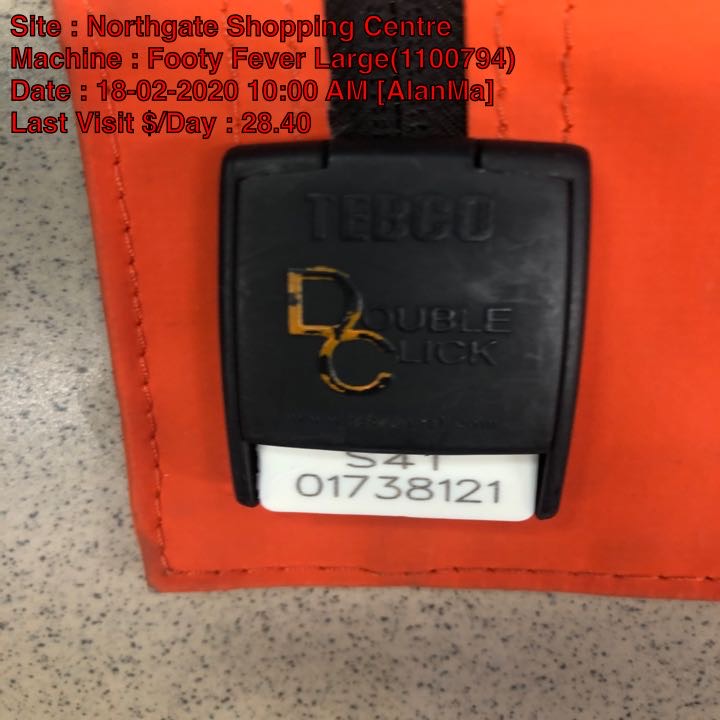 Site : Northgate Shopping Centre
Machine : Footy Fever Large(1100794)
Date : 18-02-2020 10:00 AM [AlanMa]
Last Visit $/Day : 28.40
TEBCO
DOUBLE
CLICK
S41
01738121